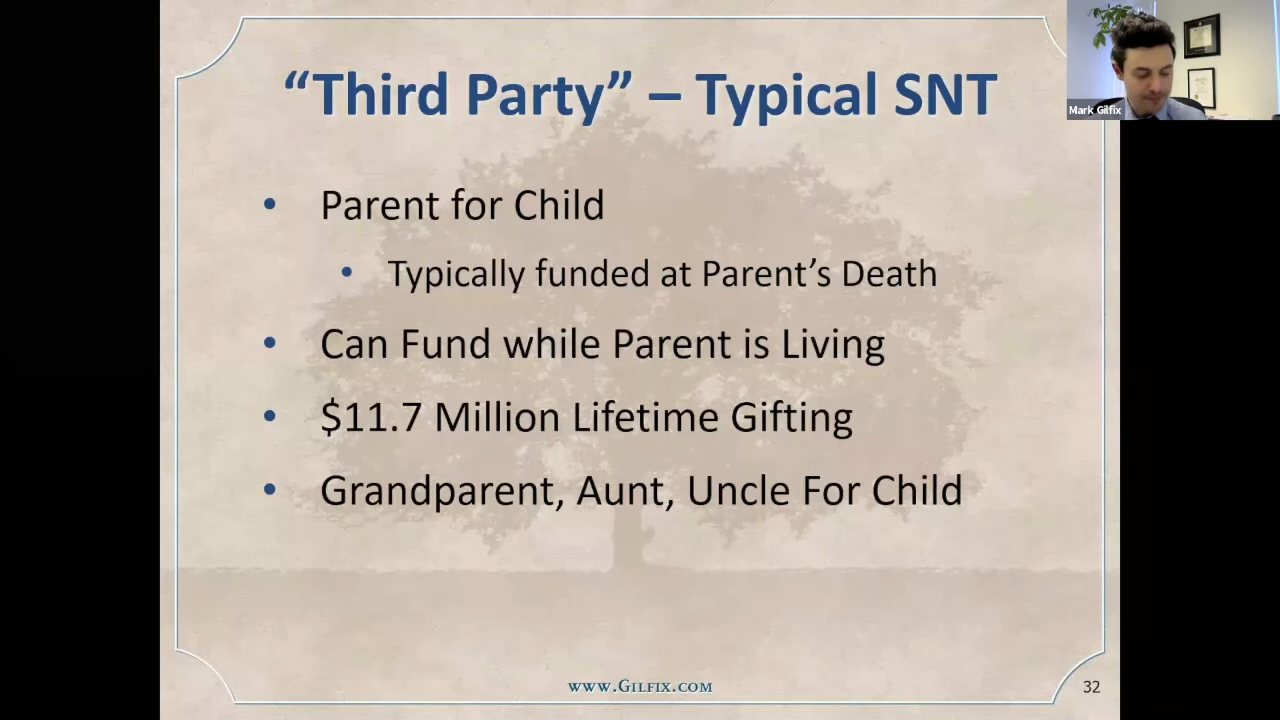 “Third Party” – Typical SNT
Mark Gilfix
• Parent for Child
• Typically funded at Parent’s Death
• Can Fund while Parent is Living
• $11.7 Million Lifetime Gifting
• Grandparent, Aunt, Uncle For Child
www.Gilfix.com
32